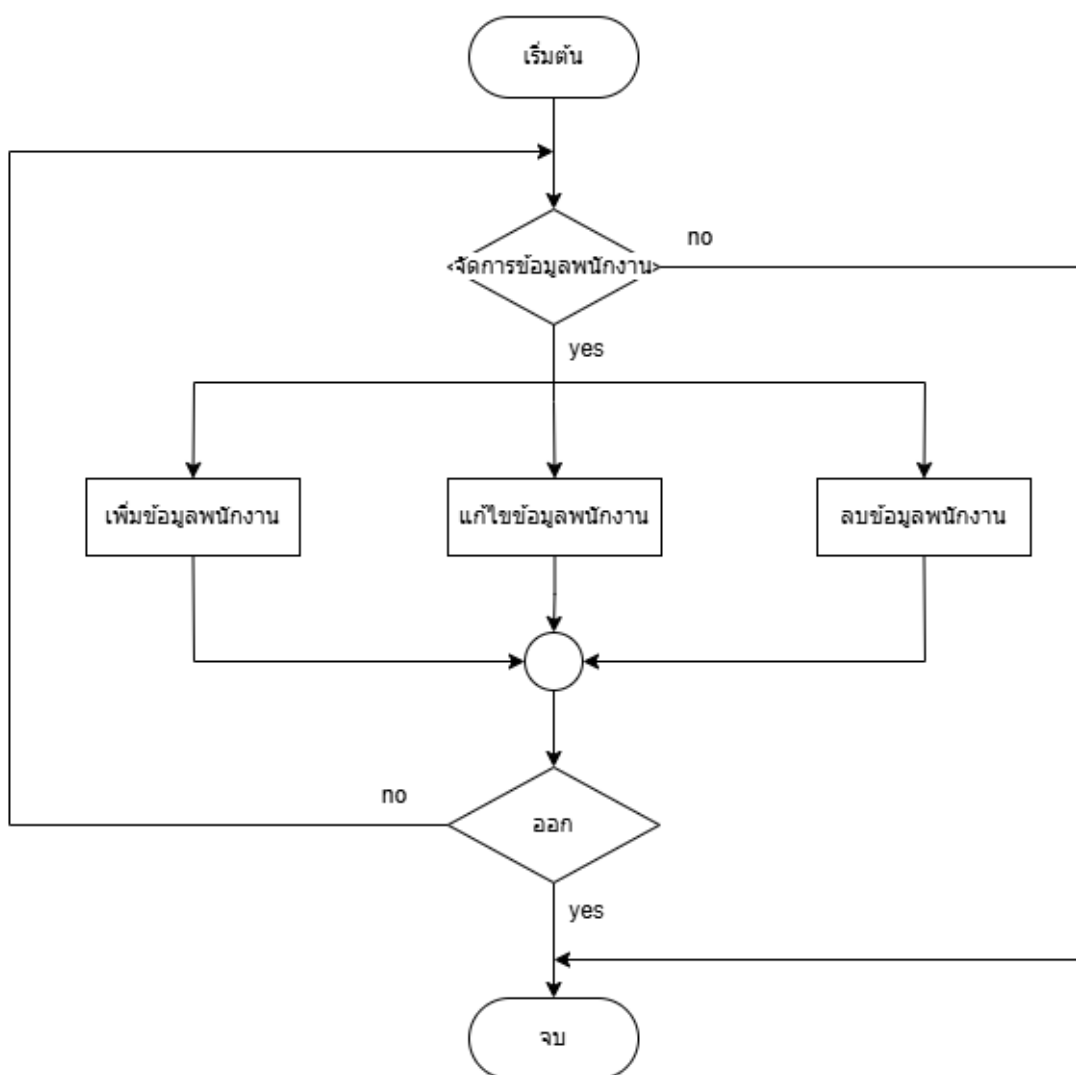 เริ่มต้น
<จัดการข้อมูลพนักงาน>
no
yes
เพิ่มข้อมูลพนักงาน
แก้ไขข้อมูลพนักงาน
ลบข้อมูลพนักงาน
no
ออก
yes
จบ